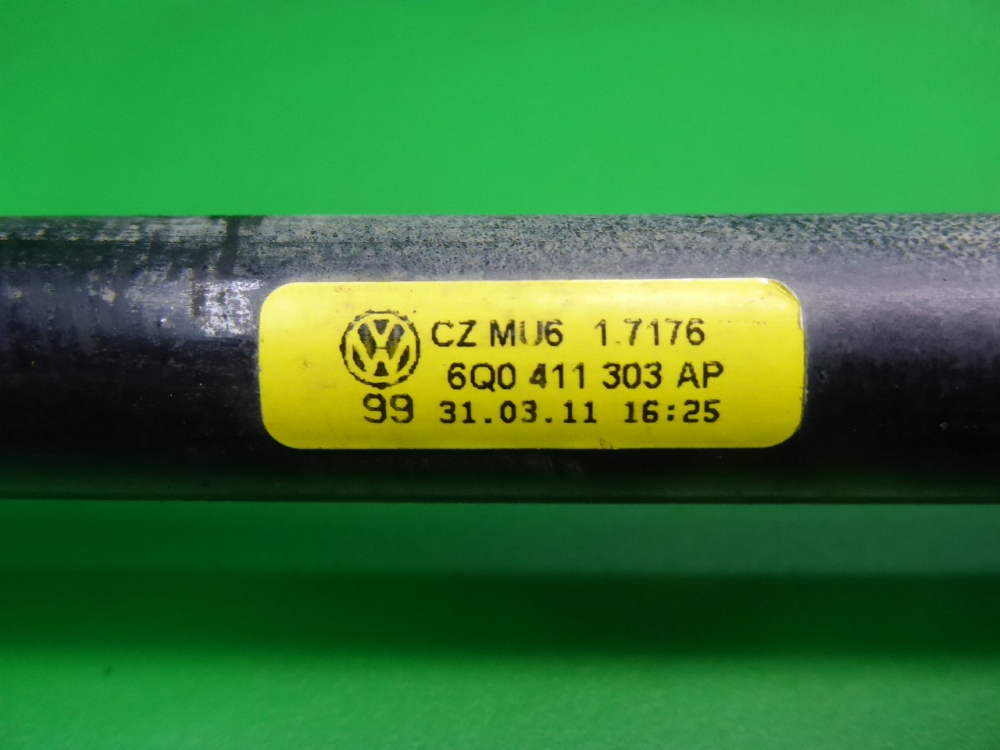 CZ MU6 1.7176
6Q0 411 303 AP
99 31.03.11 16:25